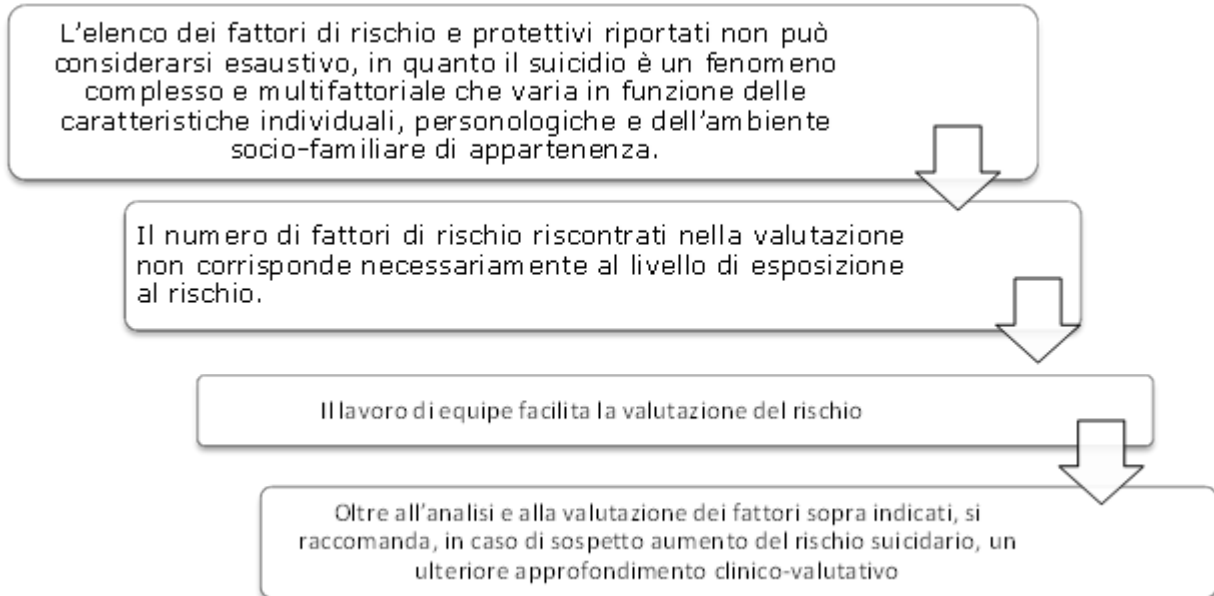 L'elenco dei fattori di rischio e protettivi riportati non può
considerarsi esaustivo, in quanto il suicidio è un fenomeno
complesso e multifattoriale che varia in funzione delle
caratteristiche individuali, personologiche e dell'ambiente
socio-familiare di appartenenza.
Il numero di fattori di rischio riscontrati nella valutazione
non corrisponde necessariamente al livello di esposizione
al rischio.
Il lavoro di equipe facilita la valutazione del rischio
Oltre all'analisi e alla valutazione dei fattori sopra indicati, si
raccomanda, in caso di sospetto aumento del rischio suicidario, un
ulteriore approfondimento clinico-valutativo